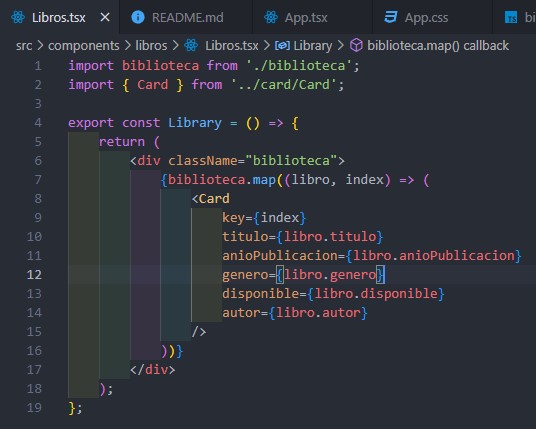 Libros.tsx × README.md App.tsx App.css bi
src > components > libros > Libros.tsx > Library > biblioteca.map() callback
1 import biblioteca from './biblioteca';
2 import { Card } from '../card/Card';
3
4 export const Library = () => {
5 return (
6 <div className="biblioteca">
7 {biblioteca.map((libro, index) => (
8 <Card
9 key={index}
10 titulo={libro.titulo}
11 anioPublicacion={libro.anioPublicacion}
12 genero={libro.genero}
13 disponible={libro.disponible}
14 autor={libro.autor}
15 />
16 ))}
17 </div>
18 );
19 };